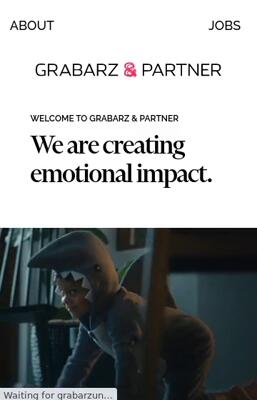 ABOUT JOBS
GRABARZ & PARTNER
WELCOME TO GRABARZ & PARTNER
We are creating
emotional impact.
Waiting for grabarzun...